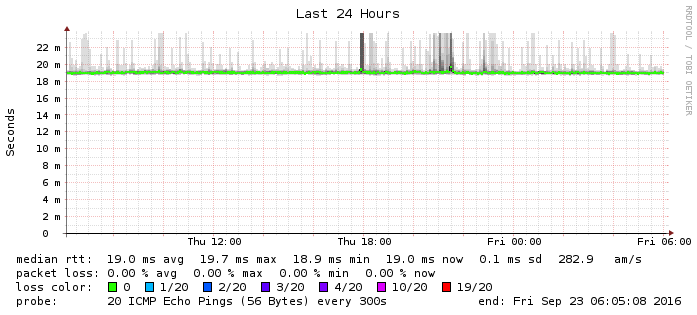 Last 24 Hours
RRDTOOL / TOBI OETIKER
Seconds
22 m
20 m
18 m
16 m
14 m
12 m
10 m
8 m
6 m
4 m
2 m
0
Thu 12:00 Thu 18:00 Fri 00:00 Fri 06:00
median rtt: 19.0 ms avg 19.7 ms max 18.9 ms min 19.0 ms now 0.1 ms sd 282.9 am/s
packet loss: 0.00 % avg 0.00 % max 0.00 % min 0.00 % now
loss color: 0 1/20 2/20 3/20 4/20 10/20 19/20
probe: 20 ICMP Echo Pings (56 Bytes) every 300s end: Fri Sep 23 06:05:08 2016